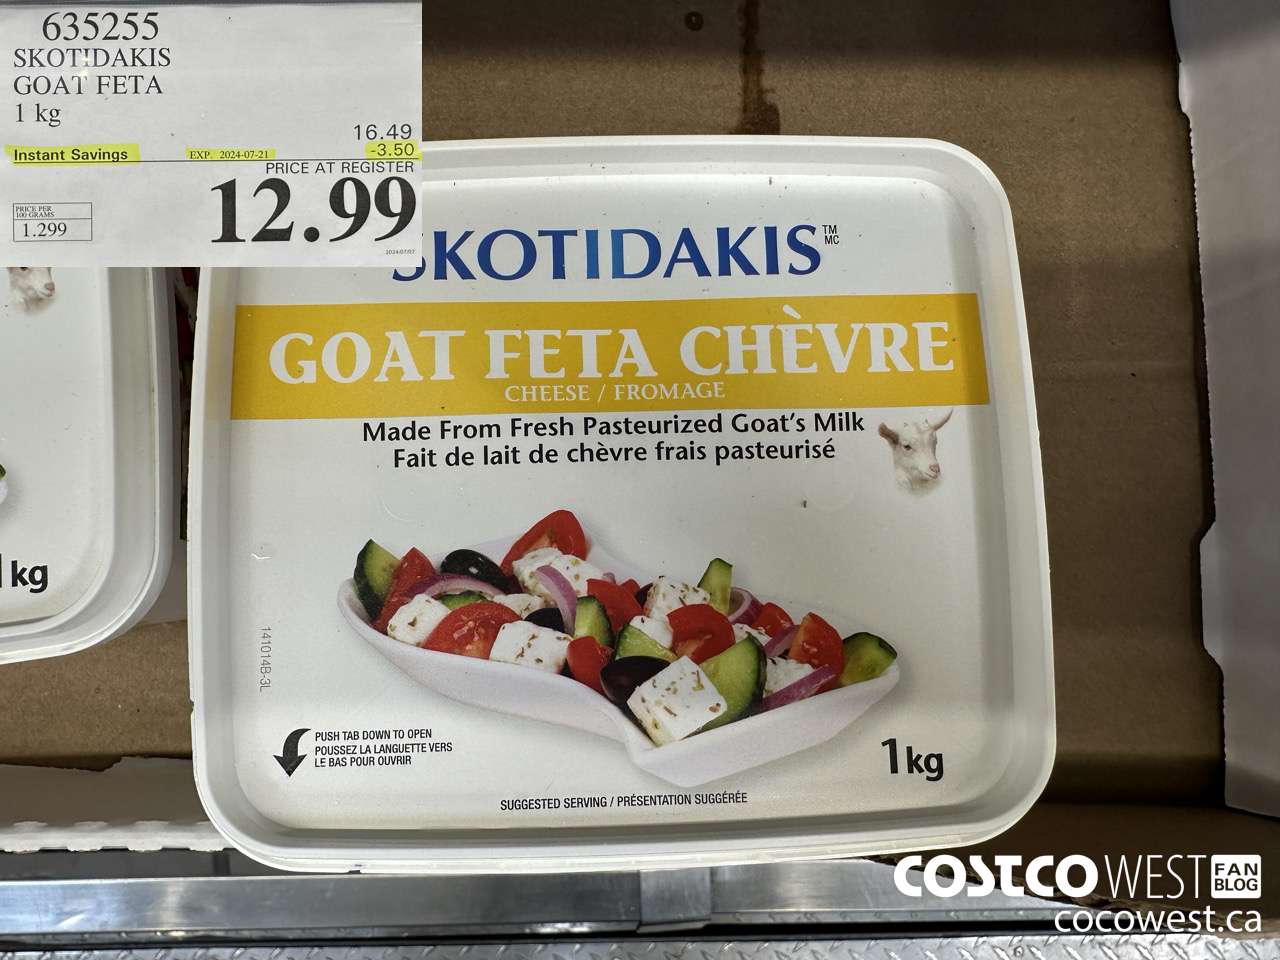 635255
SKOTIDAKIS
GOAT FETA
1 kg
16.49
Instant Savings EXP. 2024-07-21 -3.50
PRICE AT REGISTER
12.99
PRICE PER
100 GRAMS
1.299
2024/07/07
SKOTIDAKIS™
MC
GOAT FETA CHÈVRE
CHEESE / FROMAGE
Made From Fresh Pasteurized Goat's Milk
Fait de lait de chèvre frais pasteurisé
1kg
141014B-3L
PUSH TAB DOWN TO OPEN
POUSSEZ LA LANGUETTE VERS
LE BAS POUR OUVRIR
1kg
SUGGESTED SERVING / PRÉSENTATION SUGGÉRÉE
COSTCO WEST FAN BLOG
cocowest.ca